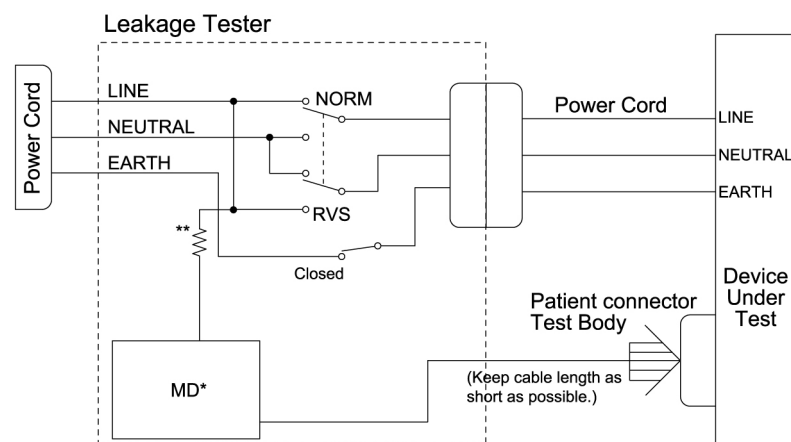 Leakage Tester
Power Cord
LINE
NEUTRAL
EARTH
NORM
RVS
Closed
**
MD*
Power Cord
LINE
NEUTRAL
EARTH
Patient connector
Test Body
(Keep cable length as
short as possible.)
Device
Under
Test